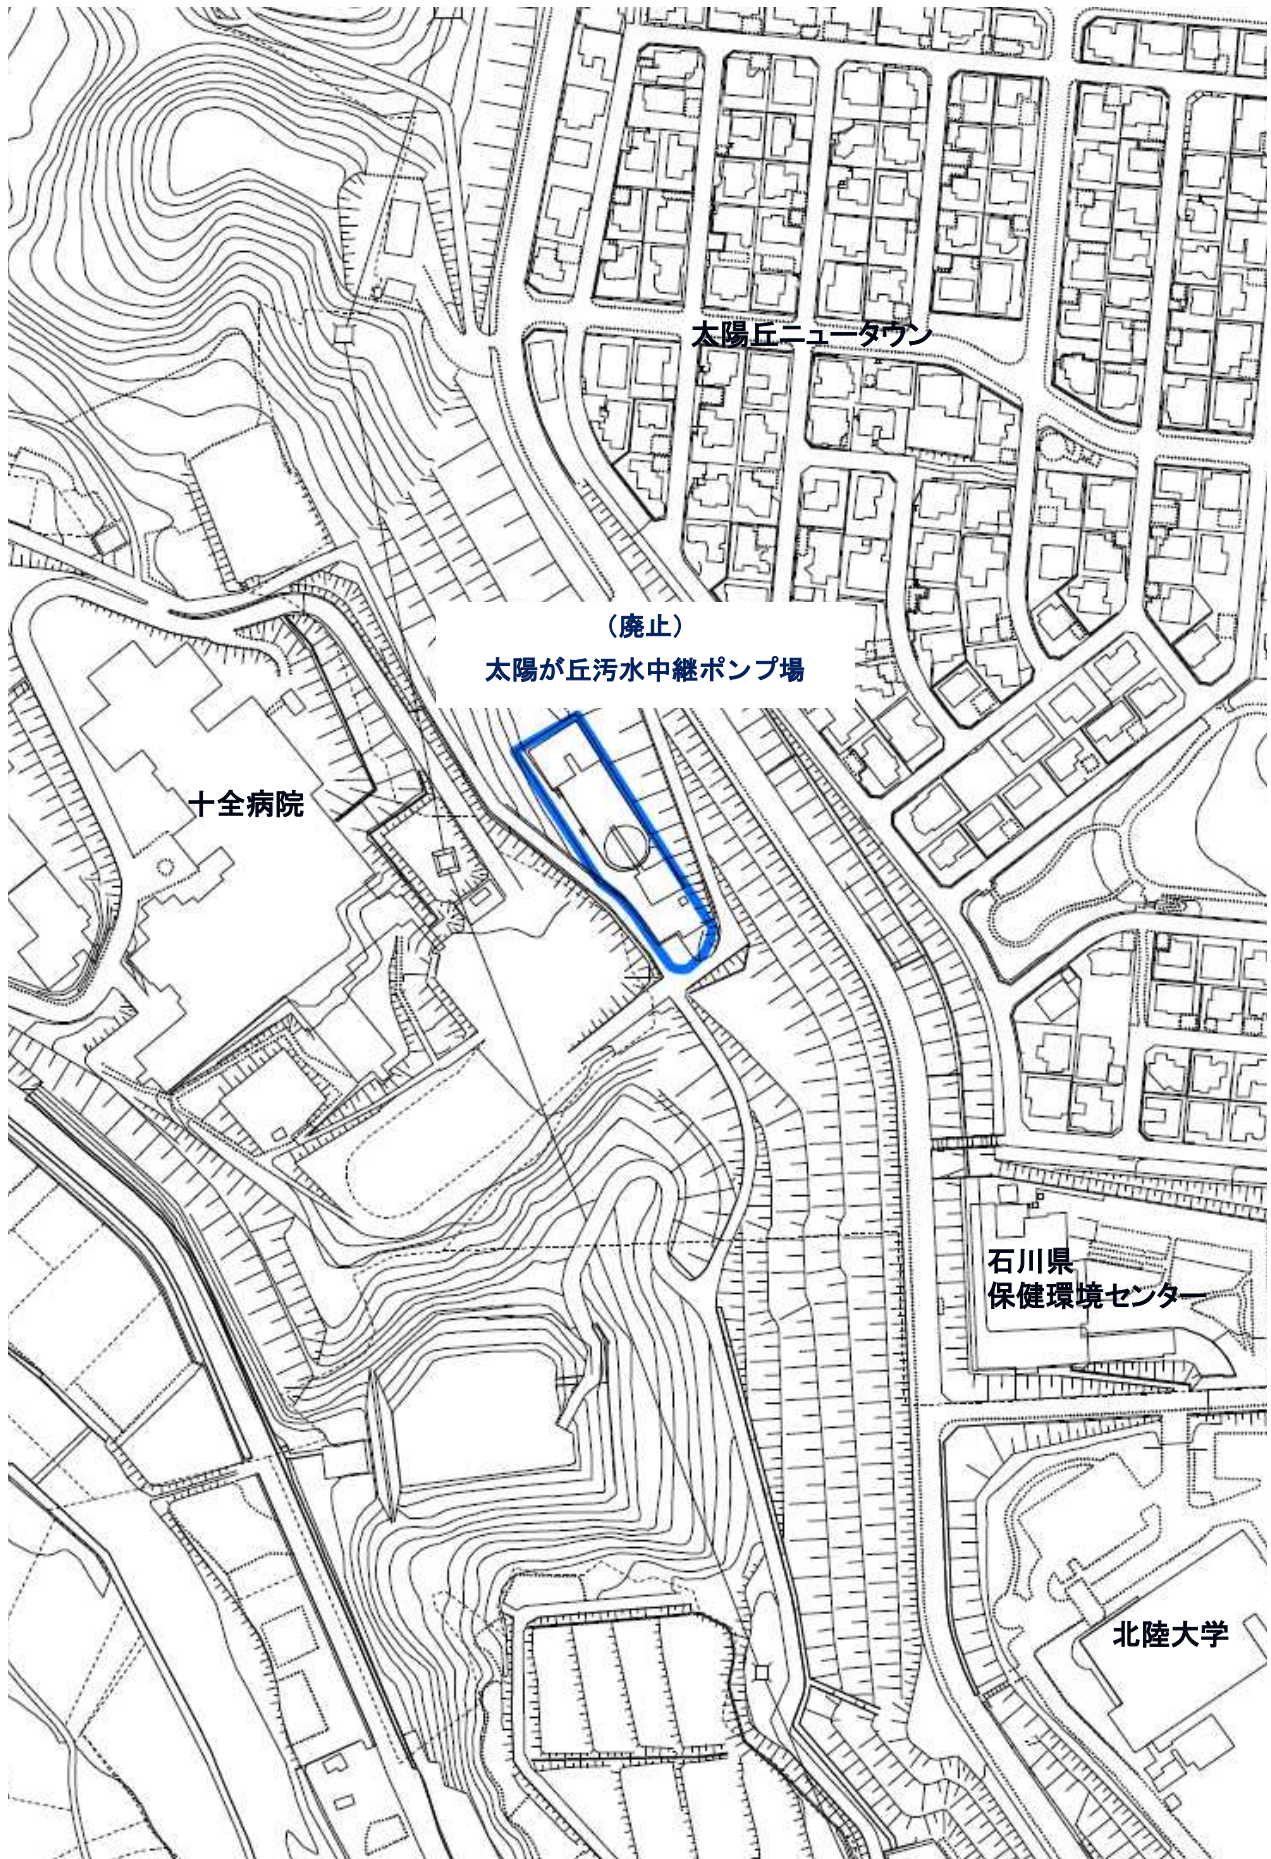 太陽丘ニュータウン
（廃止）
太陽が丘汚水中継ポンプ場
十全病院
石川県
保健環境センター
北陸大学